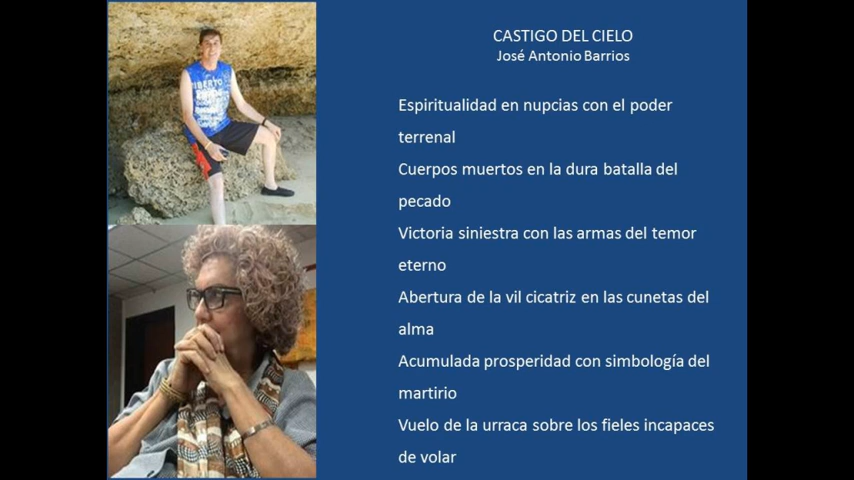 CASTIGO DEL CIELO
José Antonio Barrios
Espiritualidad en nupcias con el poder
terrenal
Cuerpos muertos en la dura batalla del
pecado
Victoria siniestra con las armas del temor
eterno
Abertura de la vil cicatriz en las cunetas del
alma
Acumulada prosperidad con simbología del
martirio
Vuelo de la urraca sobre los fieles incapaces
de volar